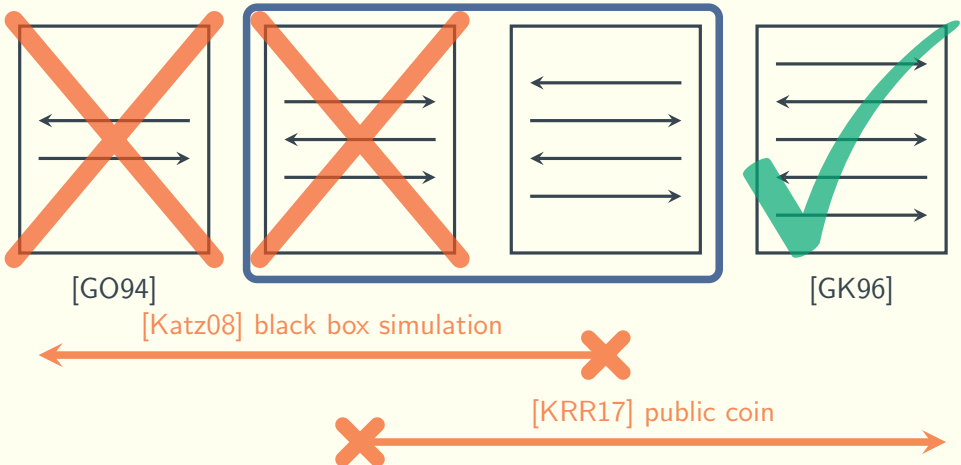 [GO94]
[GK96]
[Katz08] black box simulation
[KRR17] public coin